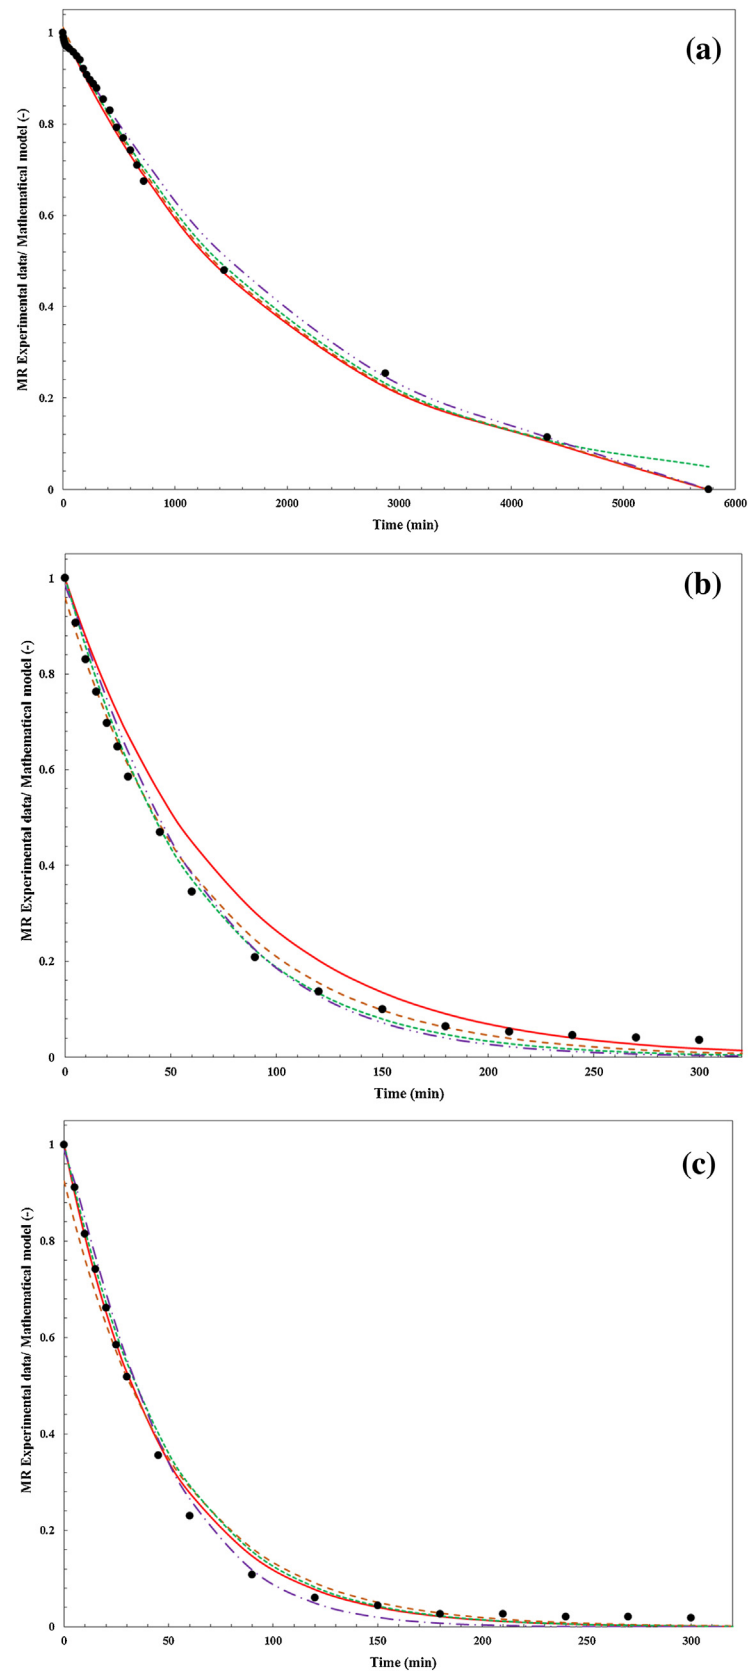 (a)
MR Experimental data/ Mathematical model (-)
1
0.8
0.6
0.4
0.2
0
0 1000 2000 3000 4000 5000 6000
Time (min)
(b)
MR Experimental data/ Mathematical model (-)
1
0.8
0.6
0.4
0.2
0
0 50 100 150 200 250 300
Time (min)
(c)
MR Experimental data/ Mathematical model (-)
1
0.8
0.6
0.4
0.2
0
0 50 100 150 200 250 300
Time (min)